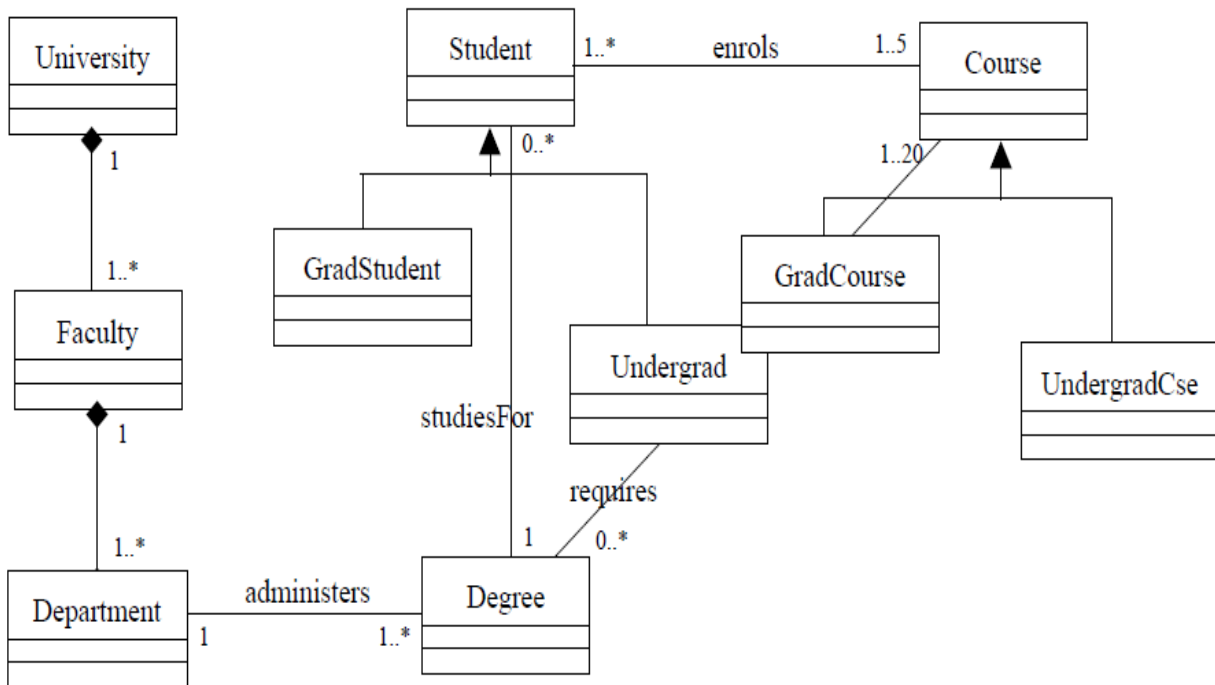 University
Student
1..*
enrols
1..5
Course
1
0..*
1..20
GradStudent
GradCourse
1..*
Faculty
Undergrad
UndergradCse
1
studiesFor
requires
1..*
1
0..*
Department
administers
Degree
1
1..*